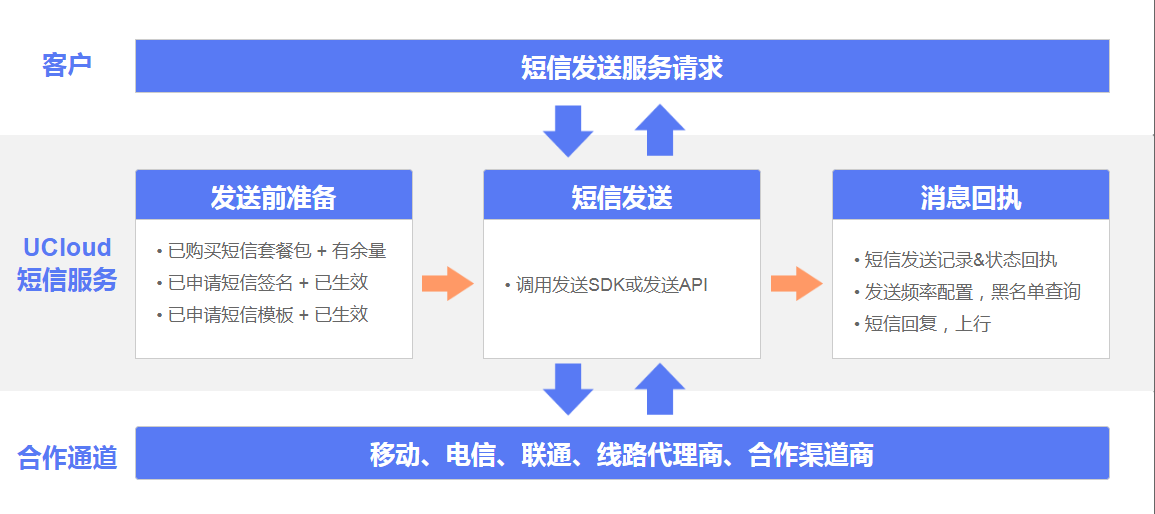 客户
短信发送服务请求
UCloud
短信服务
发送前准备
• 已购买短信套餐包 + 有余量
• 已申请短信签名 + 已生效
• 已申请短信模板 + 已生效
短信发送
• 调用发送SDK或发送API
消息回执
• 短信发送记录&状态回执
• 发送频率配置，黑名单查询
• 短信回复，上行
合作通道
移动、电信、联通、线路代理商、合作渠道商